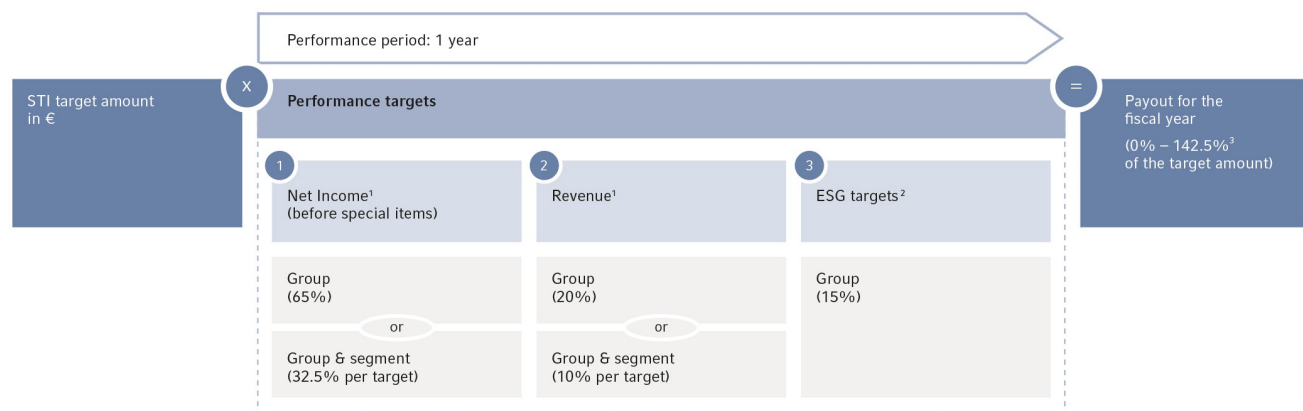 Performance period: 1 year
STI target amount
in €
x
Performance targets
=
Payout for the
fiscal year
(0% – 142.5%³
of the target amount)
1
Net Income¹
(before special items)
2
Revenue¹
3
ESG targets²
Group
(65%)
or
Group & segment
(32.5% per target)
Group
(20%)
or
Group & segment
(10% per target)
Group
(15%)